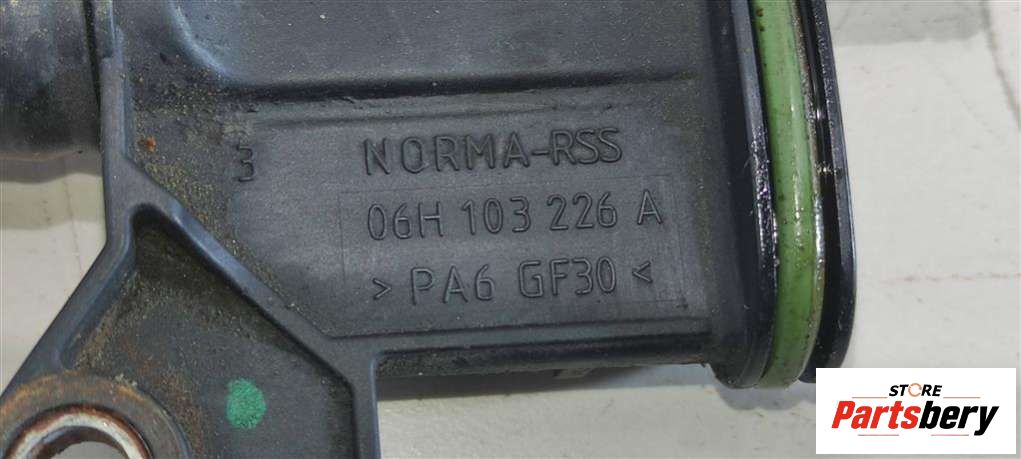 3
NORMA-RSS
06H 103 226 A
> PA6 GF30 <
STORE
Partsbery